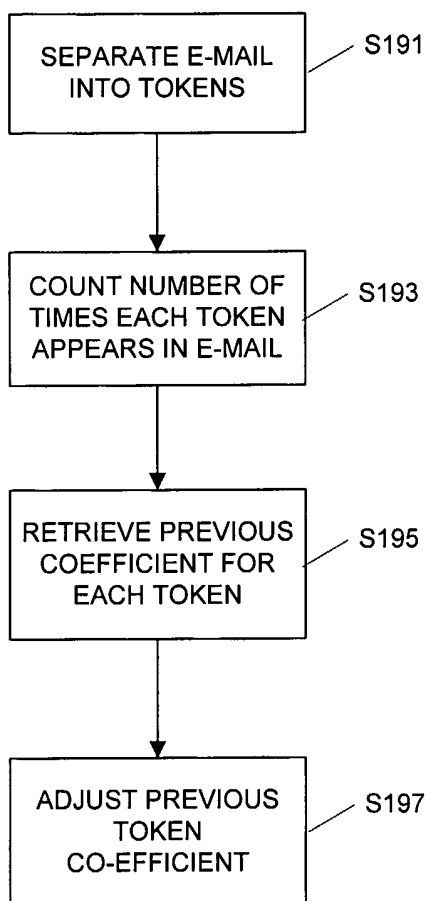 SEPARATE E-MAIL
INTO TOKENS
S191
COUNT NUMBER OF
TIMES EACH TOKEN
APPEARS IN E-MAIL
S193
RETRIEVE PREVIOUS
COEFFICIENT FOR
EACH TOKEN
S195
ADJUST PREVIOUS
TOKEN
CO-EFFICIENT
S197